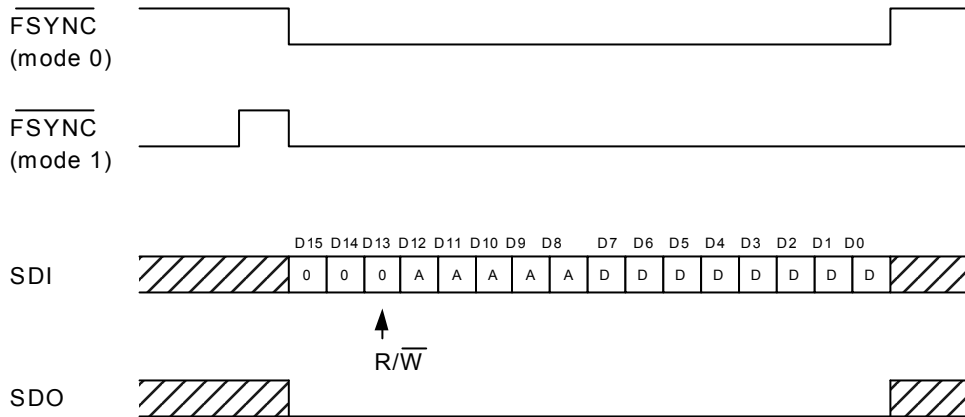 FSYNC
(mode 0)
FSYNC
(mode 1)
D15 D14 D13 D12 D11 D10 D9 D8 D7 D6 D5 D4 D3 D2 D1 D0
SDI 0 0 0 A A A A A D D D D D D D D
R/W
SDO